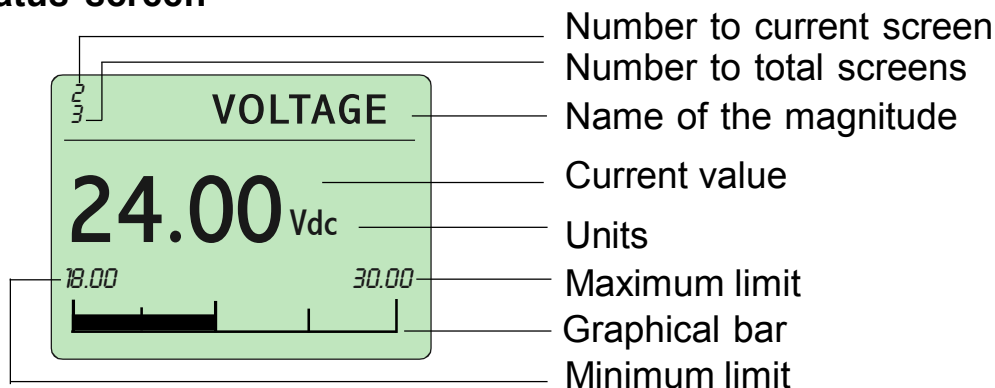 atus screen
Number to current screen
Number to total screens
2
3
VOLTAGE
Name of the magnitude
24.00 Vdc
Current value
Units
18.00
30.00
Maximum limit
Graphical bar
Minimum limit